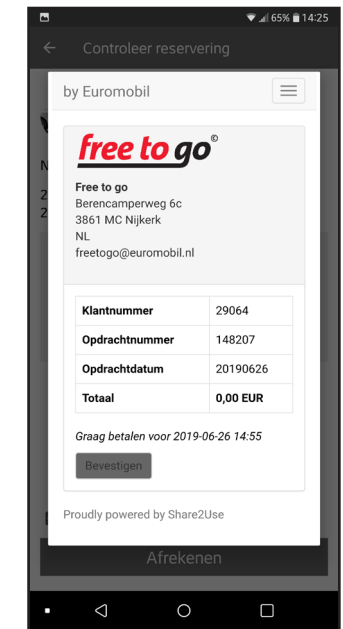 65% 14:25
Controleer reservering
by Euromobil
free to go©
Free to go
Berencamperweg 6c
3861 MC Nijkerk
NL
freetogo@euromobil.nl
Klantnummer 29064
Opdrachtnummer 148207
Opdrachtdatum 20190626
Totaal 0,00 EUR
Graag betalen voor 2019-06-26 14:55
Bevestigen
Proudly powered by Share2Use
Afrekenen